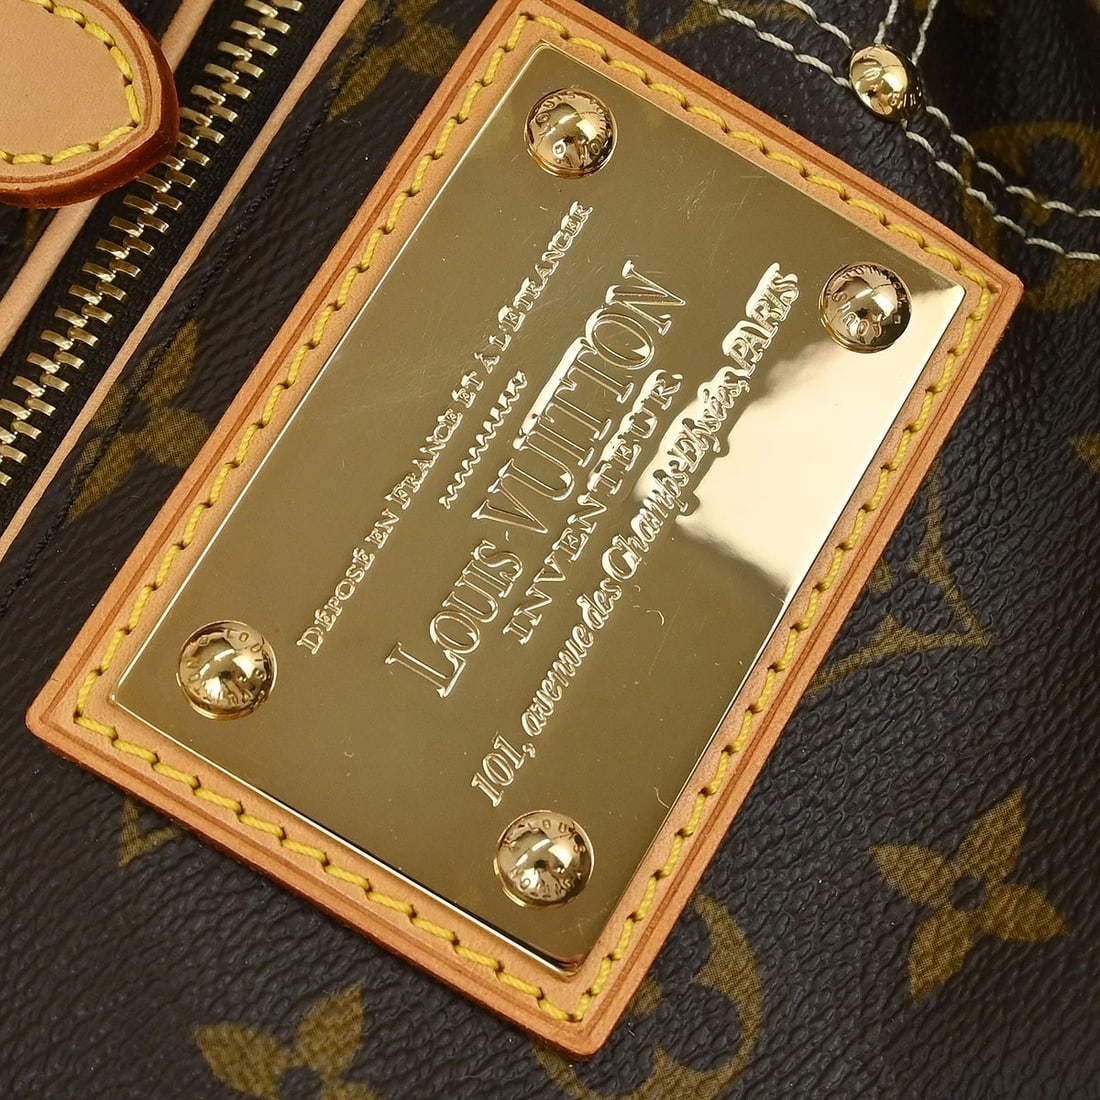 DÉPOSÉ EN FRANCE ET À L'ÉTRANGER
LOUIS VUITTON
INVENTEUR
101, avenue des Champs Elysées, PARIS